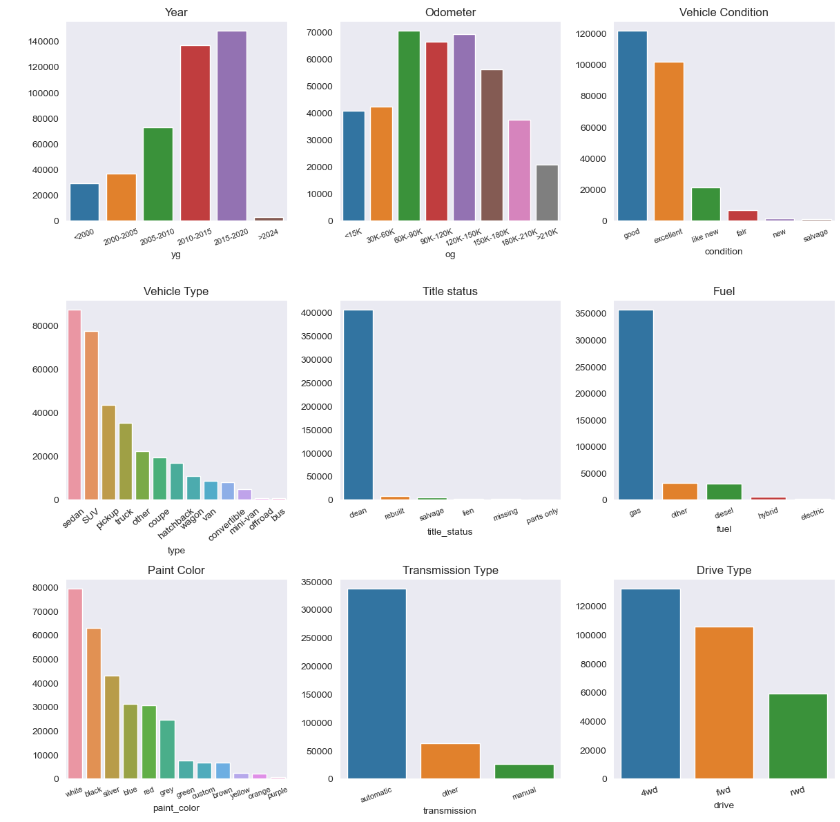 Year
140000
120000
100000
80000
60000
40000
20000
0
<2000
2000-2005
2005-2010
2010-2015
2015-2020
>2024
yg
Odometer
70000
60000
50000
40000
30000
20000
10000
0
<15K
30K-60K
60K-90K
90K-120K
120K-150K
150K-180K
180K-210K
>210K
og
Vehicle Condition
120000
100000
80000
60000
40000
20000
0
good
excellent
like new
fair
new
salvage
condition
Vehicle Type
80000
60000
40000
20000
0
sedan
SUV
pickup
truck
other
coupe
hatchback
wagon
van
convertible
mini-van
offroad
bus
type
Title status
400000
350000
300000
250000
200000
150000
100000
50000
0
clean
rebuilt
salvage
lien
missing
parts only
title_status
Fuel
350000
300000
250000
200000
150000
100000
50000
0
gas
other
diesel
hybrid
electric
fuel
Paint Color
80000
70000
60000
50000
40000
30000
20000
10000
0
white
black
silver
blue
red
grey
green
custom
brown
yellow
orange
purple
paint_color
Transmission Type
350000
300000
250000
200000
150000
100000
50000
0
automatic
other
manual
transmission
Drive Type
120000
100000
80000
60000
40000
20000
0
4wd
fwd
rwd
drive